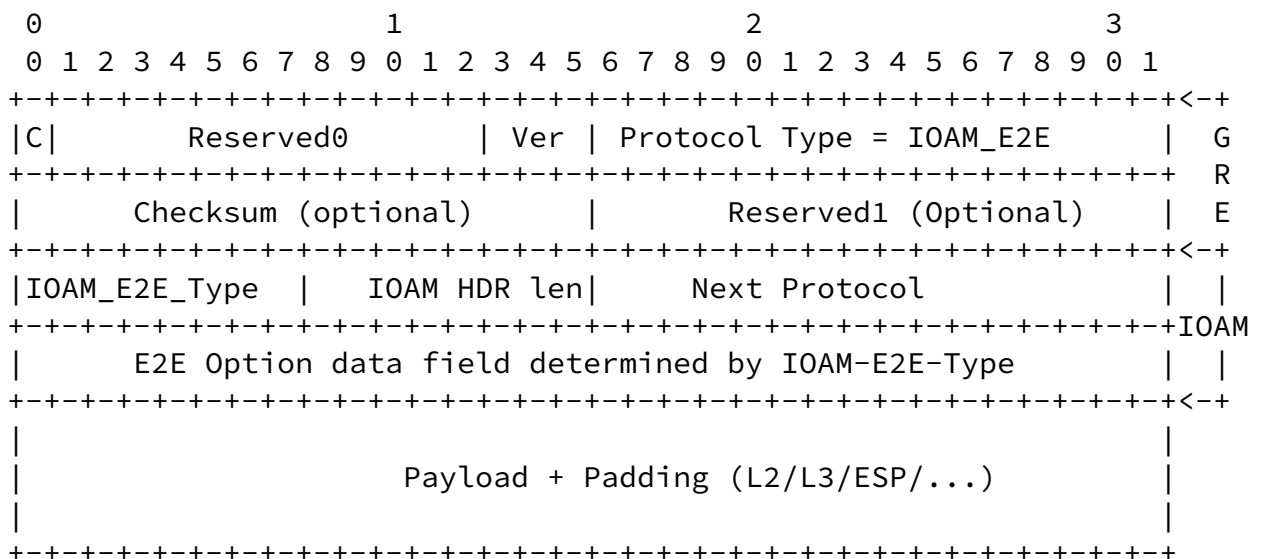 0                   1                   2                   3
 0 1 2 3 4 5 6 7 8 9 0 1 2 3 4 5 6 7 8 9 0 1 2 3 4 5 6 7 8 9 0 1
+-+-+-+-+-+-+-+-+-+-+-+-+-+-+-+-+-+-+-+-+-+-+-+-+-+-+-+-+-+-+-+-+<-+
|C|        Reserved0       | Ver | Protocol Type = IOAM_E2E      |  G
+-+-+-+-+-+-+-+-+-+-+-+-+-+-+-+-+-+-+-+-+-+-+-+-+-+-+-+-+-+-+-+-+  R
|      Checksum (optional)      |       Reserved1 (Optional)    |  E
+-+-+-+-+-+-+-+-+-+-+-+-+-+-+-+-+-+-+-+-+-+-+-+-+-+-+-+-+-+-+-+-+<-+
|IOAM_E2E_Type  |   IOAM HDR len|     Next Protocol             |  |
+-+-+-+-+-+-+-+-+-+-+-+-+-+-+-+-+-+-+-+-+-+-+-+-+-+-+-+-+-+-+-+-+IOAM
|      E2E Option data field determined by IOAM-E2E-Type        |  |
+-+-+-+-+-+-+-+-+-+-+-+-+-+-+-+-+-+-+-+-+-+-+-+-+-+-+-+-+-+-+-+-+<-+
|                                                               |
|                     Payload + Padding (L2/L3/ESP/...)         |
|                                                               |
+-+-+-+-+-+-+-+-+-+-+-+-+-+-+-+-+-+-+-+-+-+-+-+-+-+-+-+-+-+-+-+-+